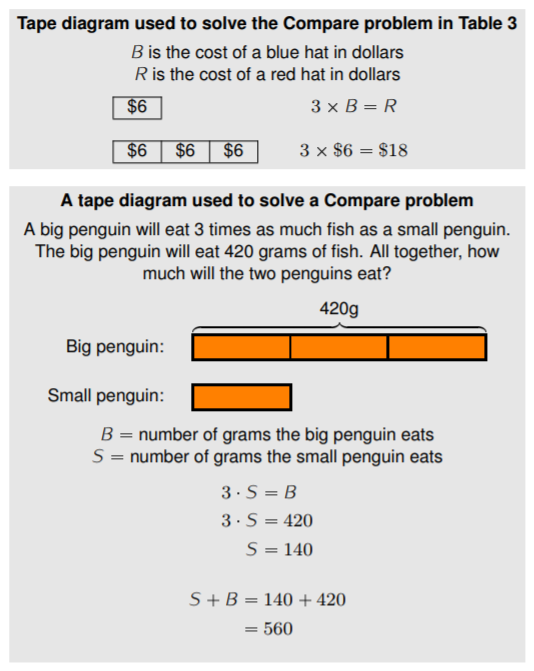 Tape diagram used to solve the Compare problem in Table 3
B is the cost of a blue hat in dollars
R is the cost of a red hat in dollars
$6 3 × B = R
$6 $6 $6 3 × $6 = $18
A tape diagram used to solve a Compare problem
A big penguin will eat 3 times as much fish as a small penguin.
The big penguin will eat 420 grams of fish. All together, how
much will the two penguins eat?
420g
Big penguin:
Small penguin:
B = number of grams the big penguin eats
S = number of grams the small penguin eats
3 · S = B
3 · S = 420
S = 140
S + B = 140 + 420
= 560